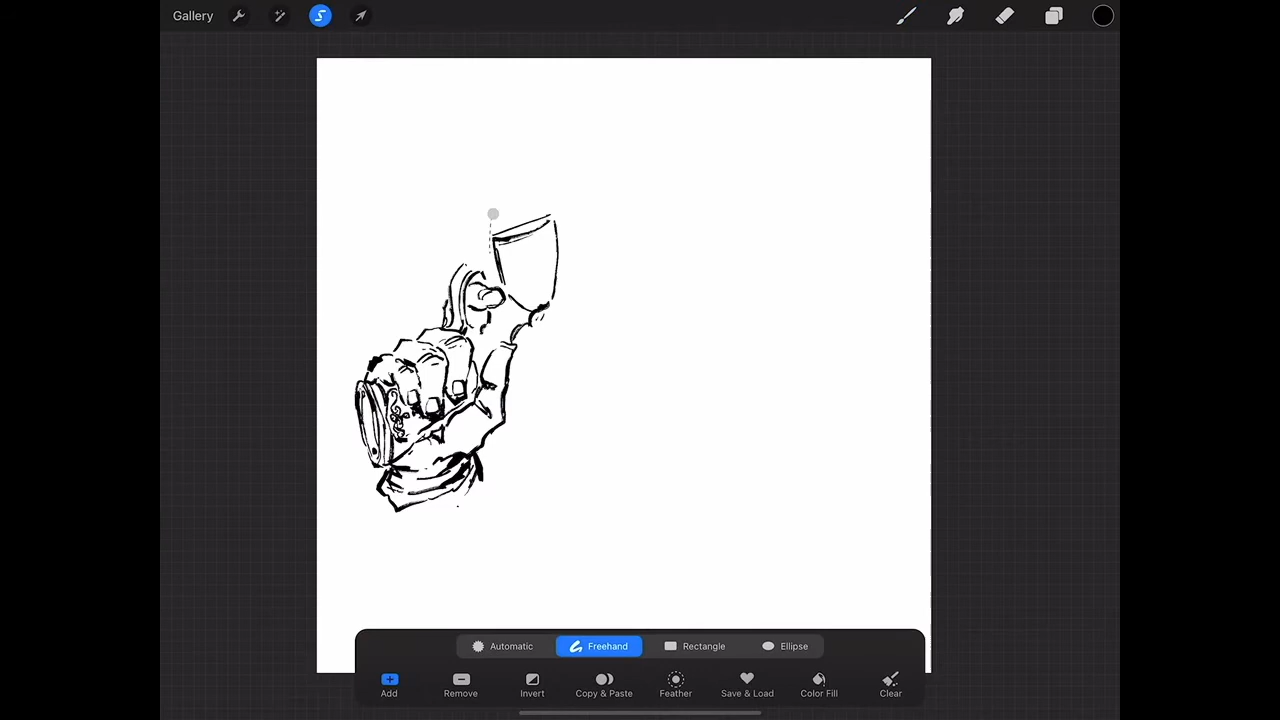 Gallery
Automatic Freehand Rectangle Ellipse
Add Remove Invert Copy & Paste Feather Save & Load Color Fill Clear